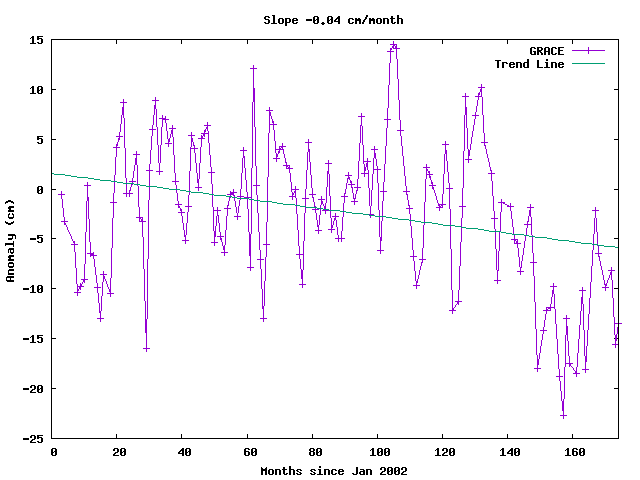 Slope -0.04 cm/month
GRACE
Trend Line
15
10
5
0
-5
-10
-15
-20
-25
Anomaly (cm)
0 20 40 60 80 100 120 140 160
Months since Jan 2002